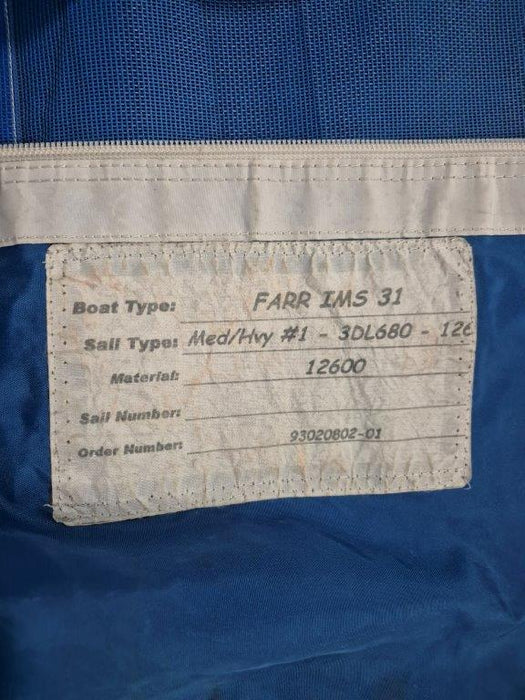 Boat Type: FARR IMS 31
Sail Type: Med/Hvy #1 - 3DL680 - 126
Material: 12600
Sail Number:
Order Number: 93020802-01